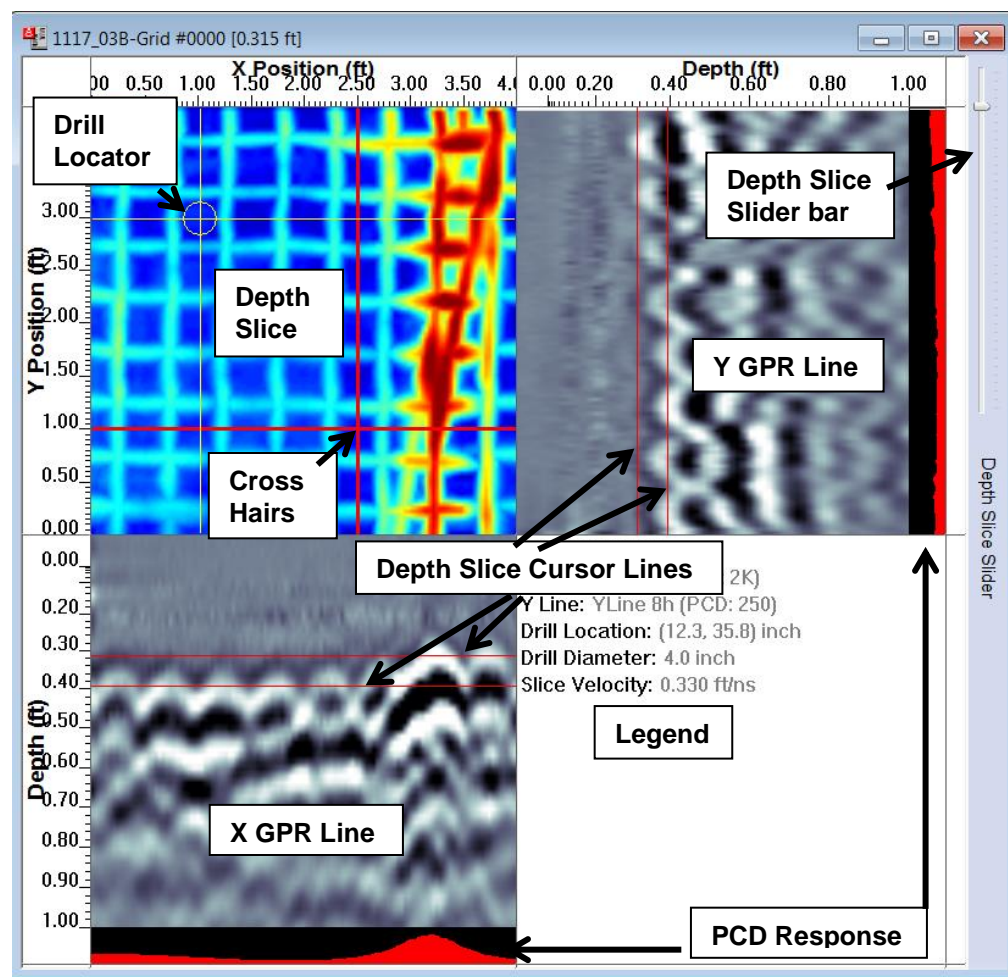 1117_03B-Grid #0000 [0.315 ft]
X Position (ft)
00 0.50 1.00 1.50 2.00 2.50 3.00 3.50 4.
Depth (ft)
0.00 0.20 0.40 0.60 0.80 1.00
Drill
Locator
Y Position (ft)
3.00
2.50
2.00
1.50
1.00
0.50
0.00
Depth
Slice
Cross
Hairs
Depth Slice
Slider bar
Y GPR Line
Depth Slice Slider
Depth Slice Cursor Lines
2K)
Y Line: YLine 8h (PCD: 250)
Drill Location: (12.3, 35.8) inch
Drill Diameter: 4.0 inch
Slice Velocity: 0.330 ft/ns
Legend
Depth (ft)
0.00
0.20
0.30
0.40
0.50
0.60
0.70
0.80
0.90
1.00
X GPR Line
PCD Response